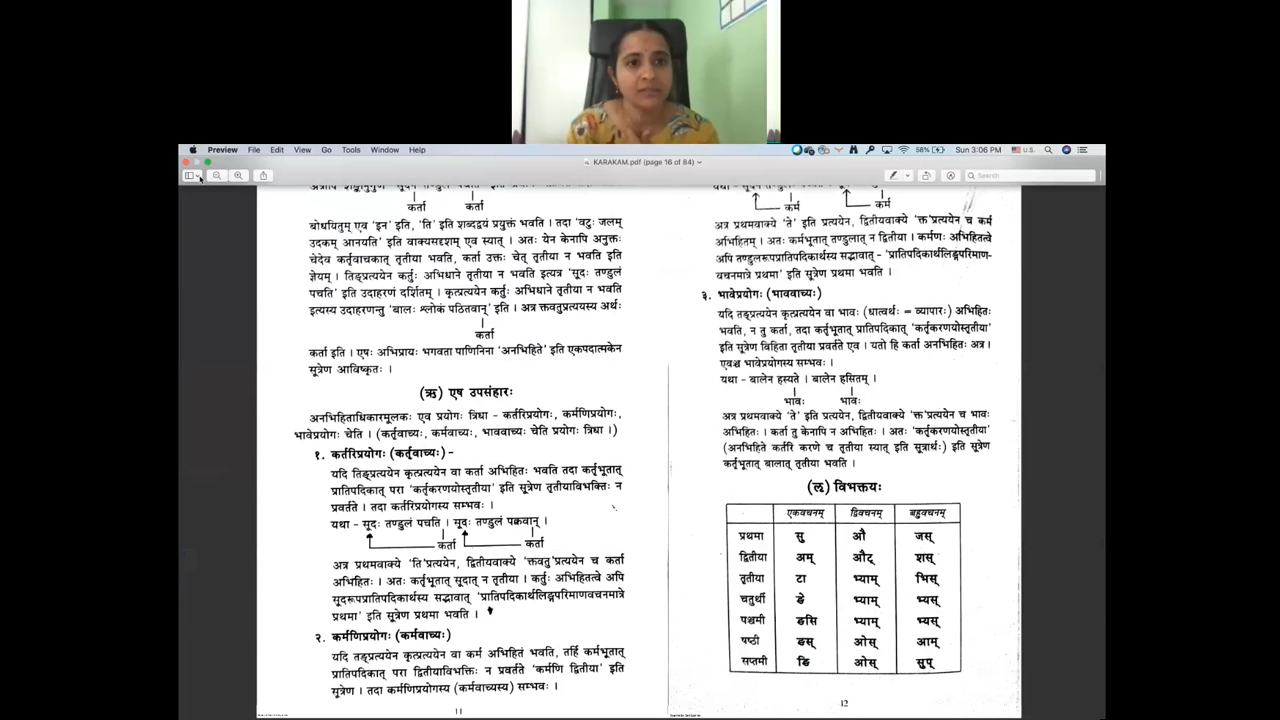 Preview File Edit View Go Tools Window Help
58% Sun 3:06 PM U.S.
KARAKAM.pdf (page 16 of 84)
Search
कर्ता कर्ता
बोधयितुम् एव 'इन' इति, 'ति' इति शब्दद्वयं प्रयुक्तं भवति । तदा 'वटुः जलम्
उदकम् आनयति' इति वाक्यसदृशम् एव स्यात् । अतः येन केनापि अनुक्तः
चेदेव कर्तृवाचकात् तृतीया भवति, कर्ता उक्तः चेत् तृतीया न भवति इति
ज्ञेयम् । तिङ्प्रत्ययेन कर्तुः अभिधाने तृतीया न भवति इत्यत्र 'सूदः तण्डुलं
पचति' इति उदाहरणं दर्शितम् । कृत्प्रत्ययेन कर्तुः अभिधाने तृतीया न भवति
इत्यस्य उदाहरणन्तु 'बालः श्लोकं पठितवान्' इति । अत्र क्तवतुप्रत्ययस्य अर्थः
कर्ता
कर्ता इति । एषः अभिप्रायः भगवता पाणिनिना 'अनभिहिते' इति एकपदात्मकेन
सूत्रेण आविष्कृतः ।
(ऋ) एष उपसंहारः
अनभिहिताधिकारमूलकः एव प्रयोगः त्रिधा - कर्तरिप्रयोगः, कर्मणिप्रयोगः,
भावेप्रयोगः चेति । (कर्तृवाच्यः, कर्मवाच्यः, भाववाच्यः चेति प्रयोगः त्रिधा ।)
१. कर्तरिप्रयोगः (कर्तृवाच्यः) -
यदि तिङ्प्रत्ययेन कृत्प्रत्ययेन वा कर्ता अभिहितः भवति तदा कर्तृभूतात्
प्रातिपदिकात् परा 'कर्तृकरणयोस्तृतीया' इति सूत्रेण तृतीयाविभक्तिः न
प्रवर्तते । तदा कर्तरिप्रयोगस्य सम्भवः ।
यथा - सूदः तण्डुलं पचति । सूदः तण्डुलं पक्ववान् ।
कर्ता कर्ता
अत्र प्रथमवाक्ये 'ति'प्रत्ययेन, द्वितीयवाक्ये 'क्तवतु'प्रत्ययेन च कर्ता
अभिहितः । अतः कर्तृभूतात् सूदात् न तृतीया । कर्तुः अभिहितत्वे अपि
सूदरूपप्रातिपदिकार्थस्य सद्भावात् 'प्रातिपदिकार्थलिङ्गपरिमाणवचनमात्रे
प्रथमा' इति सूत्रेण प्रथमा भवति ।
२. कर्मणिप्रयोगः (कर्मवाच्यः)
यदि तङ्प्रत्ययेन कृत्प्रत्ययेन वा कर्म अभिहितं भवति, तर्हि कर्मभूतात्
प्रातिपदिकात् परा द्वितीयाविभक्तिः न प्रवर्तते 'कर्मणि द्वितीया' इति
सूत्रेण । तदा कर्मणिप्रयोगस्य (कर्मवाच्यस्य) सम्भवः ।
11
कर्म कर्म
अत्र प्रथमवाक्ये 'ते' इति प्रत्ययेन, द्वितीयवाक्ये 'क्त'प्रत्ययेन च कर्म
अभिहितम् । अतः कर्मभूतात् तण्डुलात् न द्वितीया । कर्मणः अभिहितत्वे
अपि तण्डुलरूपप्रातिपदिकार्थस्य सद्भावात् - 'प्रातिपदिकार्थलिङ्गपरिमाण-
वचनमात्रे प्रथमा' इति सूत्रेण प्रथमा भवति ।
३. भावेप्रयोगः (भाववाच्यः)
यदि तङ्प्रत्ययेन कृत्प्रत्ययेन वा भावः (धात्वर्थः = व्यापारः) अभिहितः
भवति, न तु कर्ता, तदा कर्तृभूतात् प्रातिपदिकात् 'कर्तृकरणयोस्तृतीया'
इति सूत्रेण विहिता तृतीया प्रवर्तते एव । यतो हि कर्ता अनभिहितः अत्र ।
एवञ्च भावेप्रयोगस्य सम्भवः ।
यथा - बालेन हस्यते । बालेन हसितम् ।
भावः भावः
अत्र प्रथमवाक्ये 'ते' इति प्रत्ययेन, द्वितीयवाक्ये 'क्त'प्रत्ययेन च भावः
अभिहितः । कर्ता तु केनापि न अभिहितः । अतः 'कर्तृकरणयोस्तृतीया'
(अनभिहिते कर्तरि करणे च तृतीया स्यात् इति सूत्रार्थः) इति सूत्रेण
कर्तृभूतात् बालात् तृतीया भवति ।
(ऌ) विभक्तयः
एकवचनम् द्विवचनम् बहुवचनम्
प्रथमा सु औ जस्
द्वितीया अम् औट् शस्
तृतीया टा भ्याम् भिस्
चतुर्थी ङे भ्याम् भ्यस्
पञ्चमी ङसि भ्याम् भ्यस्
षष्ठी ङस् ओस् आम्
सप्तमी ङि ओस् सुप्
12